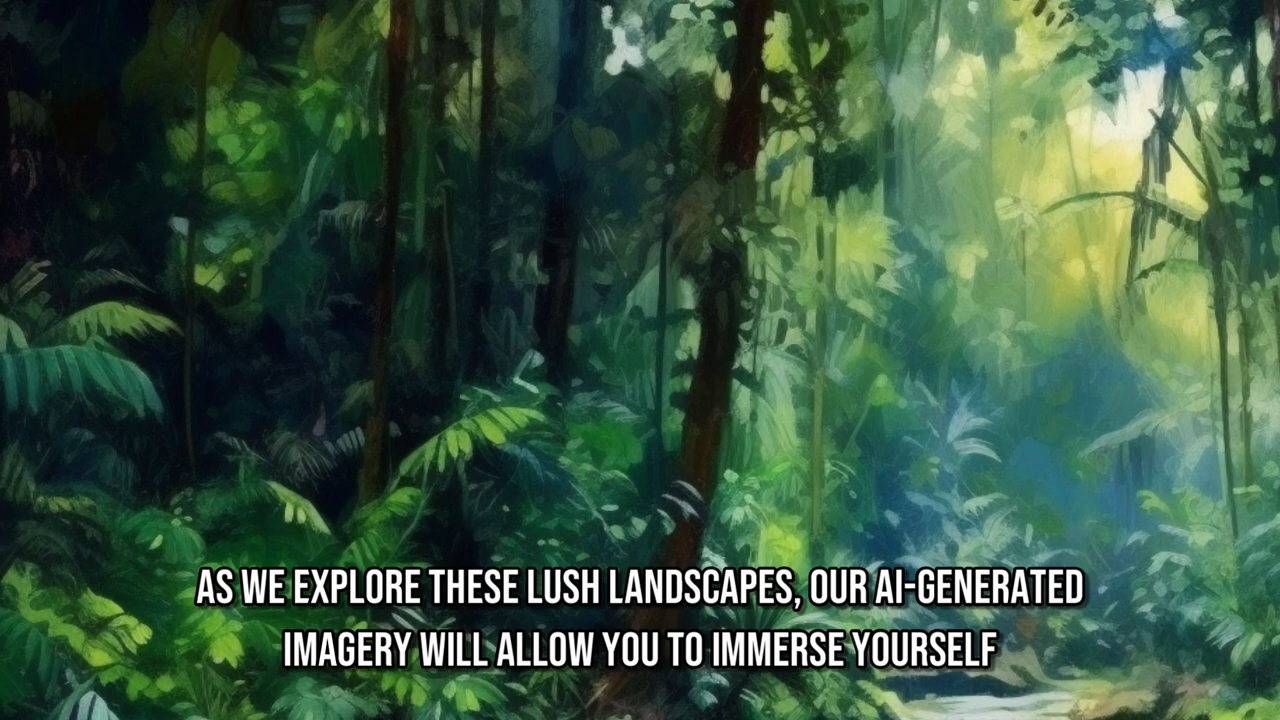 AS WE EXPLORE THESE LUSH LANDSCAPES, OUR AI-GENERATED
IMAGERY WILL ALLOW YOU TO IMMERSE YOURSELF